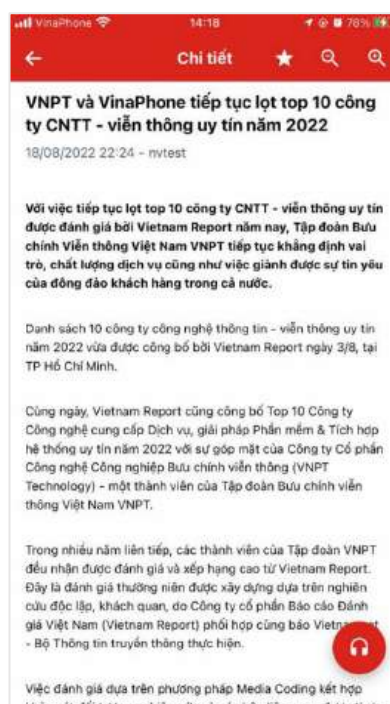 VinaPhone 14:18 78%
Chi tiết
VNPT và VinaPhone tiếp tục lọt top 10 công
ty CNTT - viễn thông uy tín năm 2022
18/08/2022 22:24 - nvtest
Với việc tiếp tục lọt top 10 công ty CNTT - viễn thông uy tín
được đánh giá bởi Vietnam Report năm nay, Tập đoàn Bưu
chính Viễn thông Việt Nam VNPT tiếp tục khẳng định vai
trò, chất lượng dịch vụ cũng như việc giành được sự tin yêu
của đông đảo khách hàng trong cả nước.
Danh sách 10 công ty công nghệ thông tin - viễn thông uy tín
năm 2022 vừa được công bố bởi Vietnam Report ngày 3/8, tại
TP Hồ Chí Minh.
Cùng ngày, Vietnam Report cũng công bố Top 10 Công ty
Công nghệ cung cấp Dịch vụ, giải pháp Phần mềm & Tích hợp
hệ thống uy tín năm 2022 với sự góp mặt của Công ty Cổ phần
Công nghệ Công nghiệp Bưu chính viễn thông (VNPT
Technology) - một thành viên của Tập đoàn Bưu chính viễn
thông Việt Nam VNPT.
Trong nhiều năm liên tiếp, các thành viên của Tập đoàn VNPT
đều nhận được đánh giá và xếp hạng cao từ Vietnam Report.
Đây là đánh giá thường niên được xây dựng dựa trên nghiên
cứu độc lập, khách quan, do Công ty cổ phần Báo cáo Đánh
giá Việt Nam (Vietnam Report) phối hợp cùng báo
- Bộ Thông tin truyền thông thực hiện.
Việc đánh giá dựa trên phương pháp Media Coding kết hợp